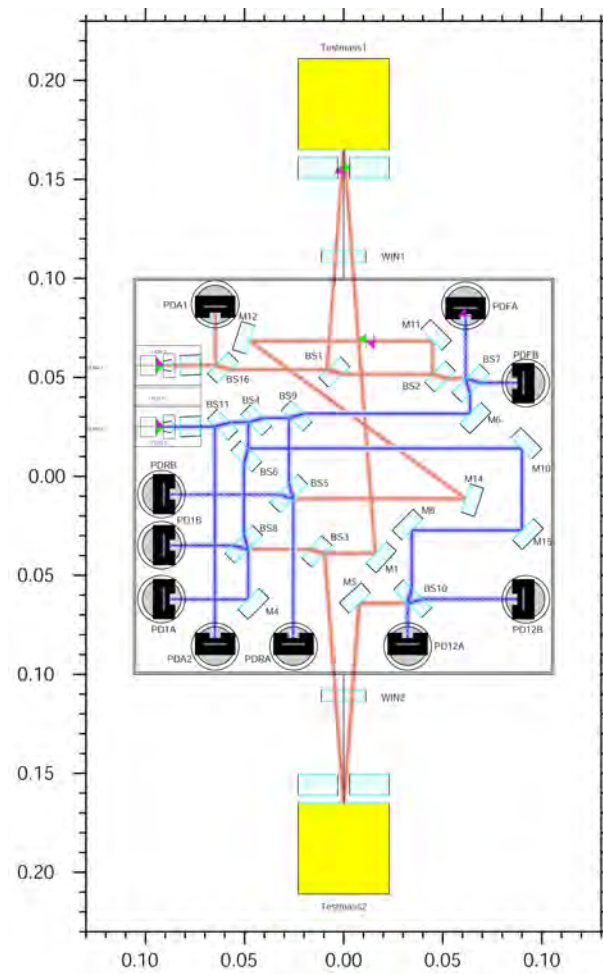 0.20
0.15
0.10
0.05
0.00
0.05
0.10
0.15
0.20
Testmass1
WIN1
PDA1
M12
M11
PDFA
BS1
BS7
PDFB
BS16
BS2
BS11
BS4
BS9
M6
M10
BS6
PDRB
BS5
M14
PD1B
M8
BS8
BS3
M15
M1
PD1A
M5
BS10
M4
PD12B
PDA2
PDRA
PD12A
WIN2
Testmass2
0.10 0.05 0.00 0.05 0.10